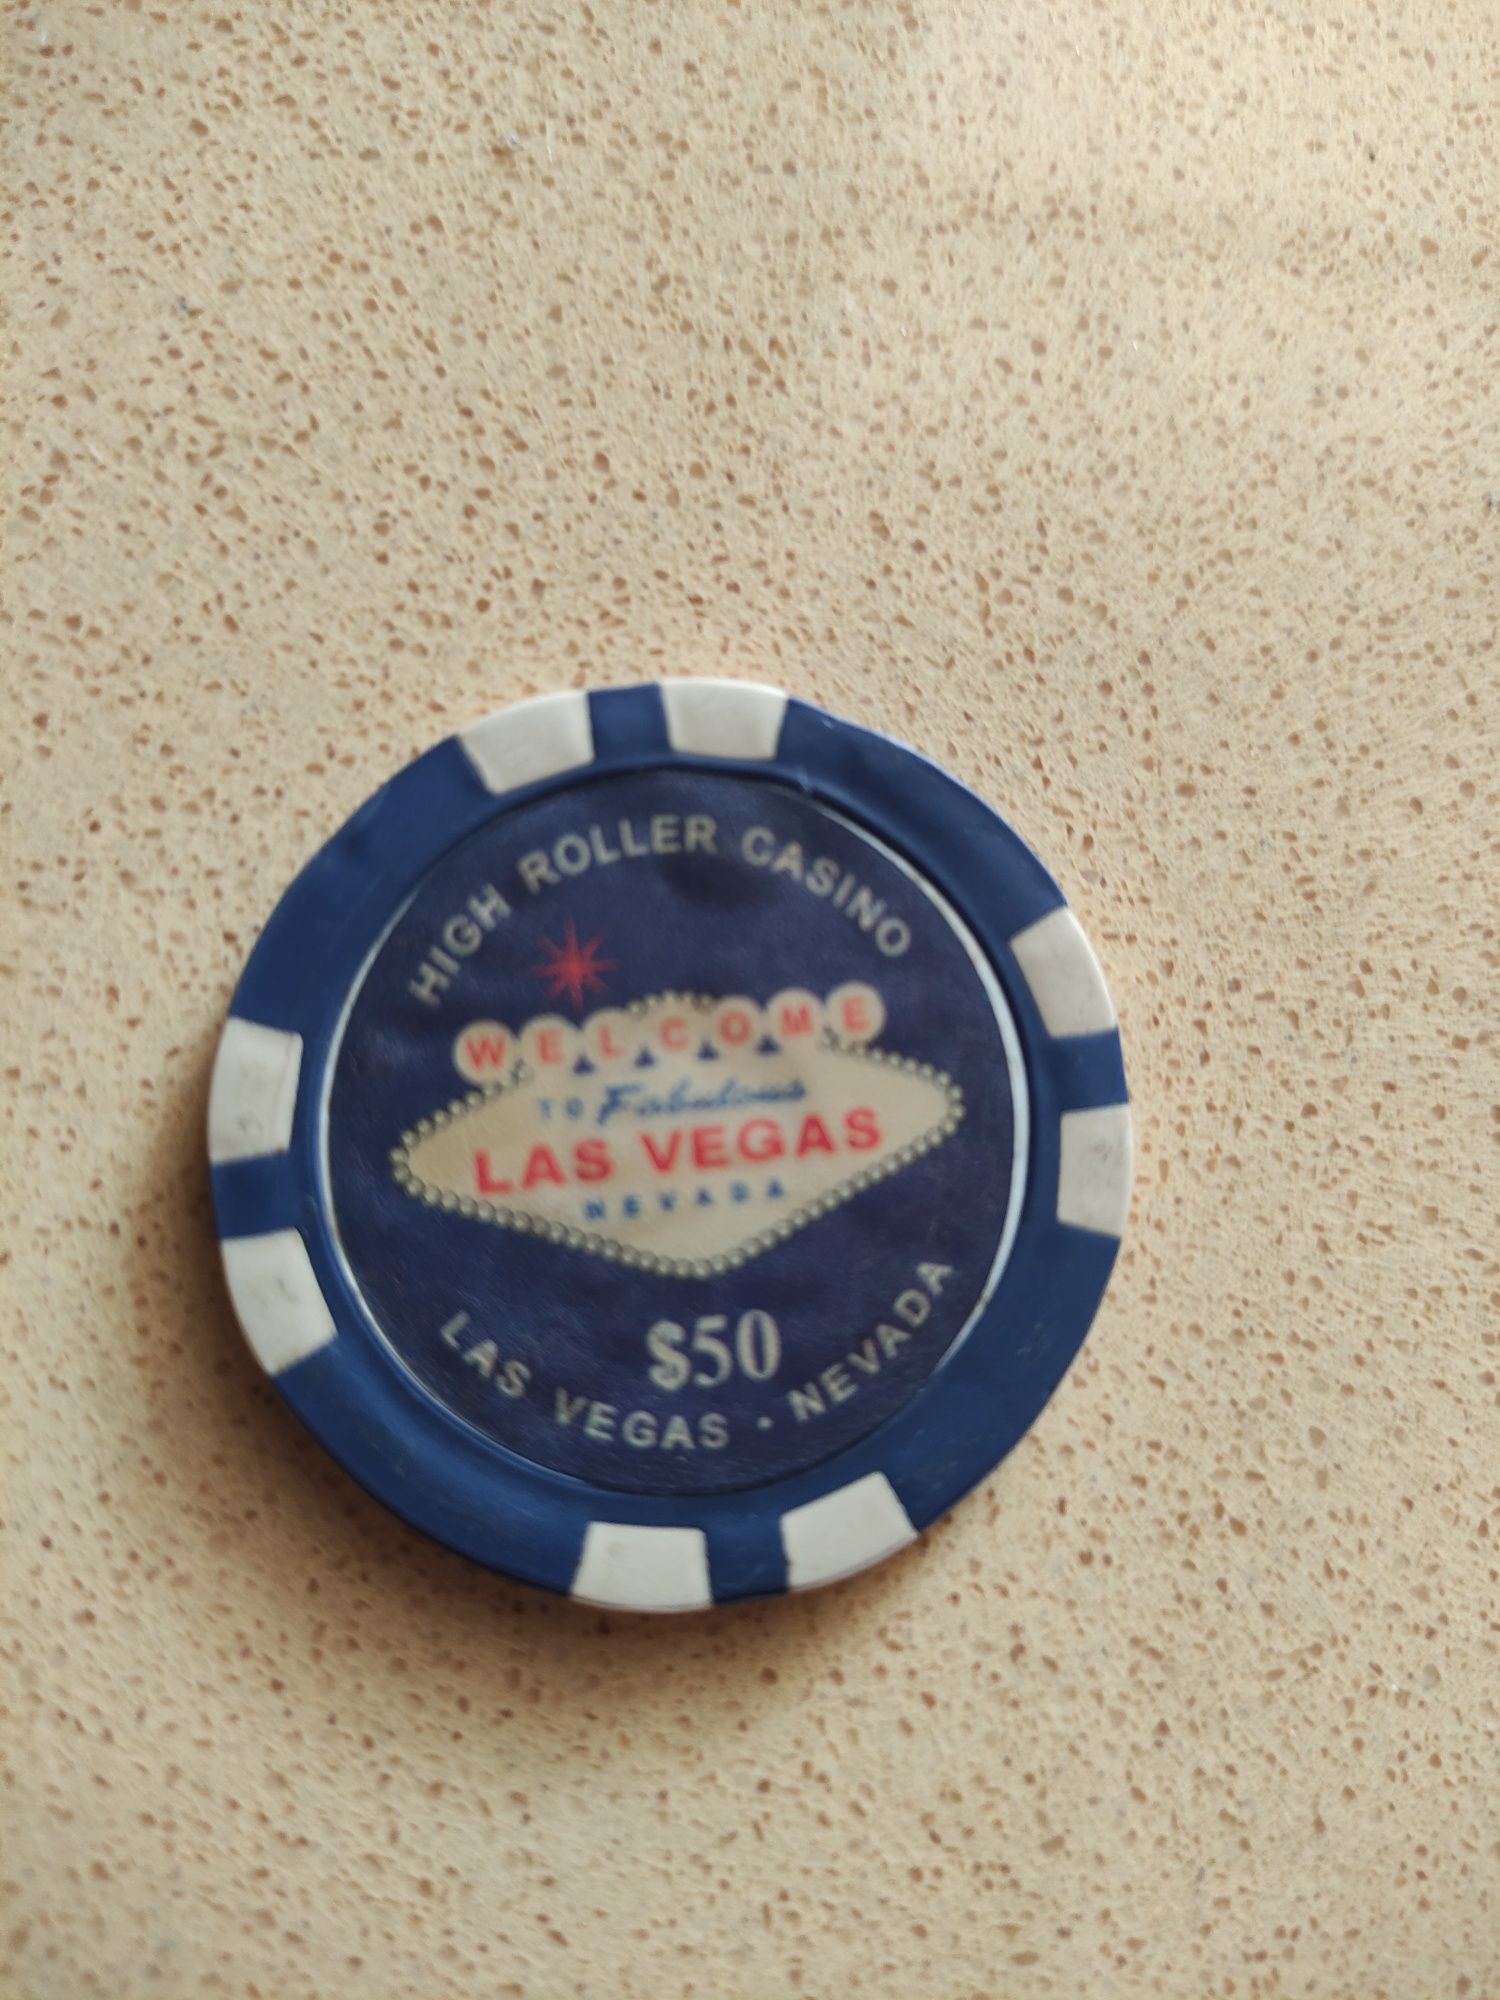 HIGH ROLLER CASINO
WELCOME
TO Fabulous
LAS VEGAS
NEVADA
$50
LAS VEGAS · NEVADA